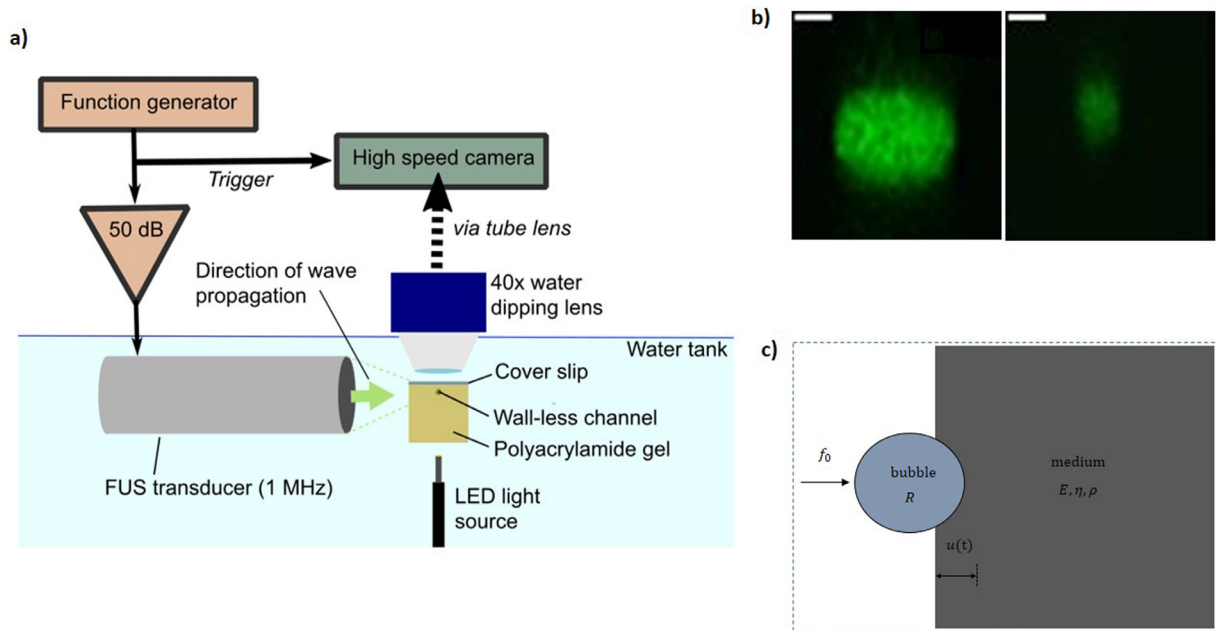 a)
Function generator
High speed camera
Trigger
50 dB
via tube lens
Direction of wave
propagation
40x water
dipping lens
Water tank
Cover slip
Wall-less channel
Polyacrylamide gel
FUS transducer (1 MHz)
LED light
source
b)
c)
f₀
bubble
R
medium
E, η, ρ
u(t)